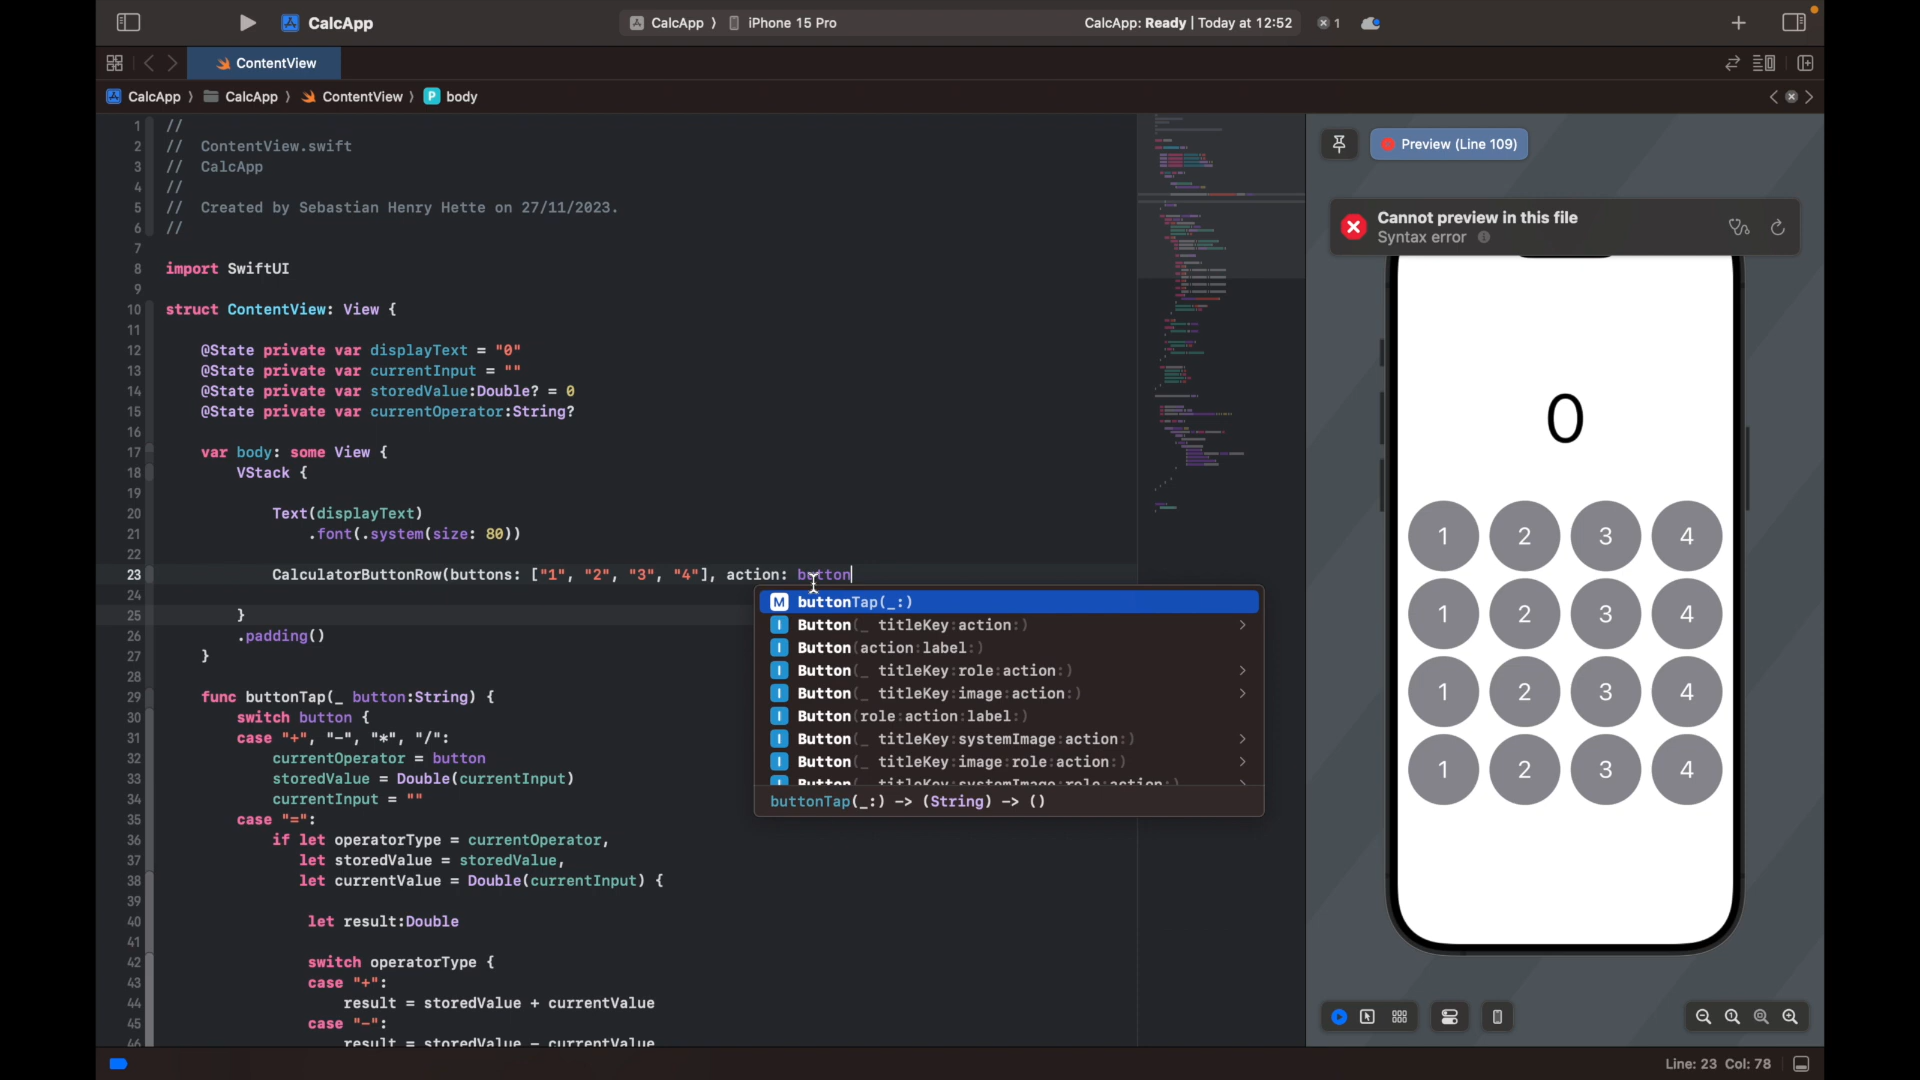 CalcApp
CalcApp ⟩ iPhone 15 Pro
CalcApp: Ready | Today at 12:52
1
ContentView
CalcApp ⟩ CalcApp ⟩ ContentView ⟩ P body
1 //
2 //  ContentView.swift
3 //  CalcApp
4 //
5 //  Created by Sebastian Henry Hette on 27/11/2023.
6 //
7
8 import SwiftUI
9
10 struct ContentView: View {
11
12     @State private var displayText = "0"
13     @State private var currentInput = ""
14     @State private var storedValue:Double? = 0
15     @State private var currentOperator:String?
16
17     var body: some View {
18         VStack {
19
20             Text(displayText)
21                 .font(.system(size: 80))
22
23             CalculatorButtonRow(buttons: ["1", "2", "3", "4"], action: button
24
25         }
26         .padding()
27     }
28
29     func buttonTap(_ button:String) {
30         switch button {
31         case "+", "-", "*", "/":
32             currentOperator = button
33             storedValue = Double(currentInput)
34             currentInput = ""
35         case "=":
36             if let operatorType = currentOperator,
37                let storedValue = storedValue,
38                let currentValue = Double(currentInput) {
39
40                 let result:Double
41
42                 switch operatorType {
43                 case "+":
44                     result = storedValue + currentValue
45                 case "-":
46                     result = storedValue - currentValue
M buttonTap(_:)
I Button(_ titleKey:action:)
I Button(action:label:)
I Button(_ titleKey:role:action:)
I Button(_ titleKey:image:action:)
I Button(role:action:label:)
I Button(_ titleKey:systemImage:action:)
I Button(_ titleKey:image:role:action:)
I Button(_ titleKey:systemImage:role:action:)
buttonTap(_:) -> (String) -> ()
Preview (Line 109)
Cannot preview in this file
Syntax error
0
1 2 3 4
1 2 3 4
1 2 3 4
1 2 3 4
Line: 23 Col: 78